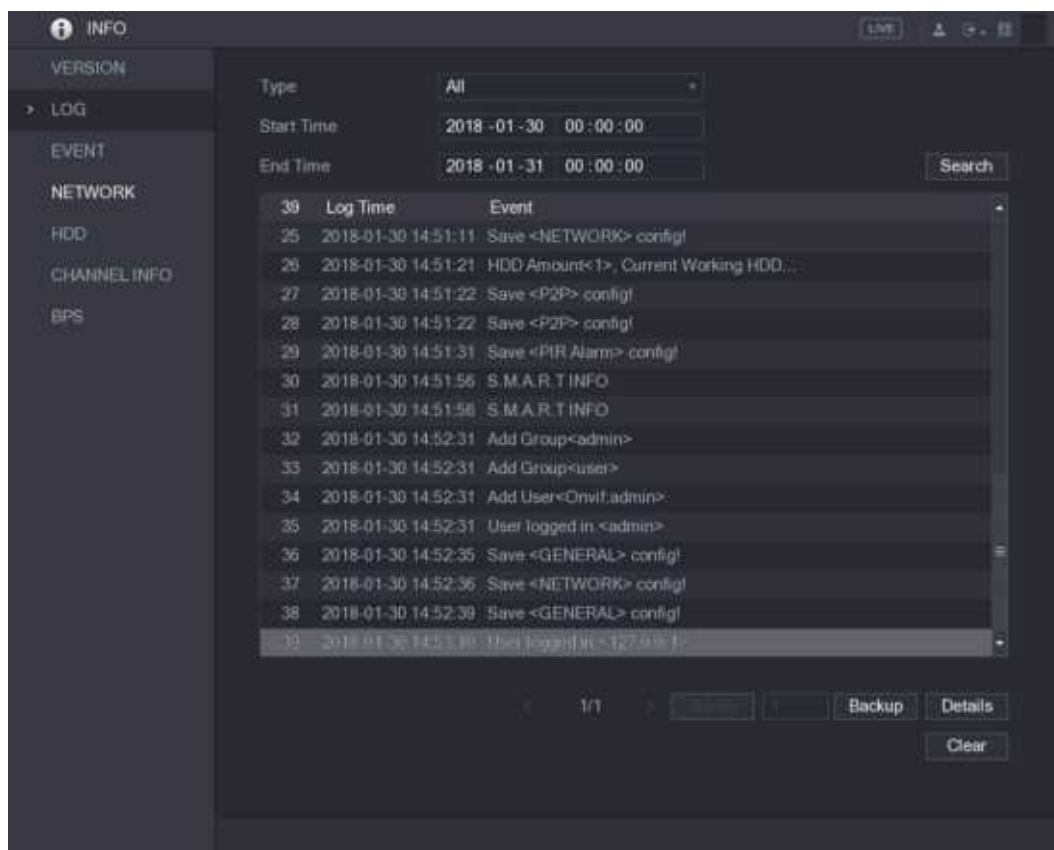 INFO
LIVE
VERSION
LOG
EVENT
NETWORK
HDD
CHANNEL INFO
BPS
Type All
Start Time 2018 -01 -30 00 : 00 : 00
End Time 2018 -01 -31 00 : 00 : 00
Search
39 Log Time Event
25 2018-01-30 14:51:11 Save <NETWORK> config!
26 2018-01-30 14:51:21 HDD Amount<1>, Current Working HDD...
27 2018-01-30 14:51:22 Save <P2P> config!
28 2018-01-30 14:51:22 Save <P2P> config!
29 2018-01-30 14:51:31 Save <PIR Alarm> config!
30 2018-01-30 14:51:56 S.M.A.R.T INFO
31 2018-01-30 14:51:56 S.M.A.R.T INFO
32 2018-01-30 14:52:31 Add Group<admin>
33 2018-01-30 14:52:31 Add Group<user>
34 2018-01-30 14:52:31 Add User<Onvif:admin>
35 2018-01-30 14:52:31 User logged in.<admin>
36 2018-01-30 14:52:35 Save <GENERAL> config!
37 2018-01-30 14:52:36 Save <NETWORK> config!
38 2018-01-30 14:52:39 Save <GENERAL> config!
39 2018-01-30 User logged in.
1/1
Backup
Details
Clear